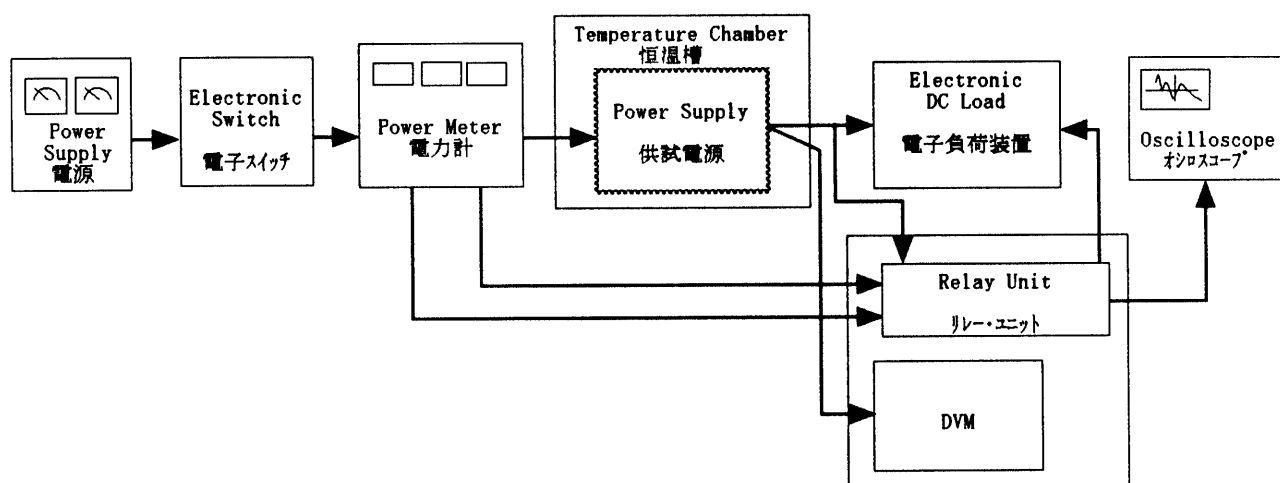 Power
Supply
電源
Electronic
Switch
電子スイッチ
Power Meter
電力計
Temperature Chamber
恒温槽
Power Supply
供試電源
Electronic
DC Load
電子負荷装置
Oscilloscope
オシロスコープ
Relay Unit
リレー・ユニット
DVM